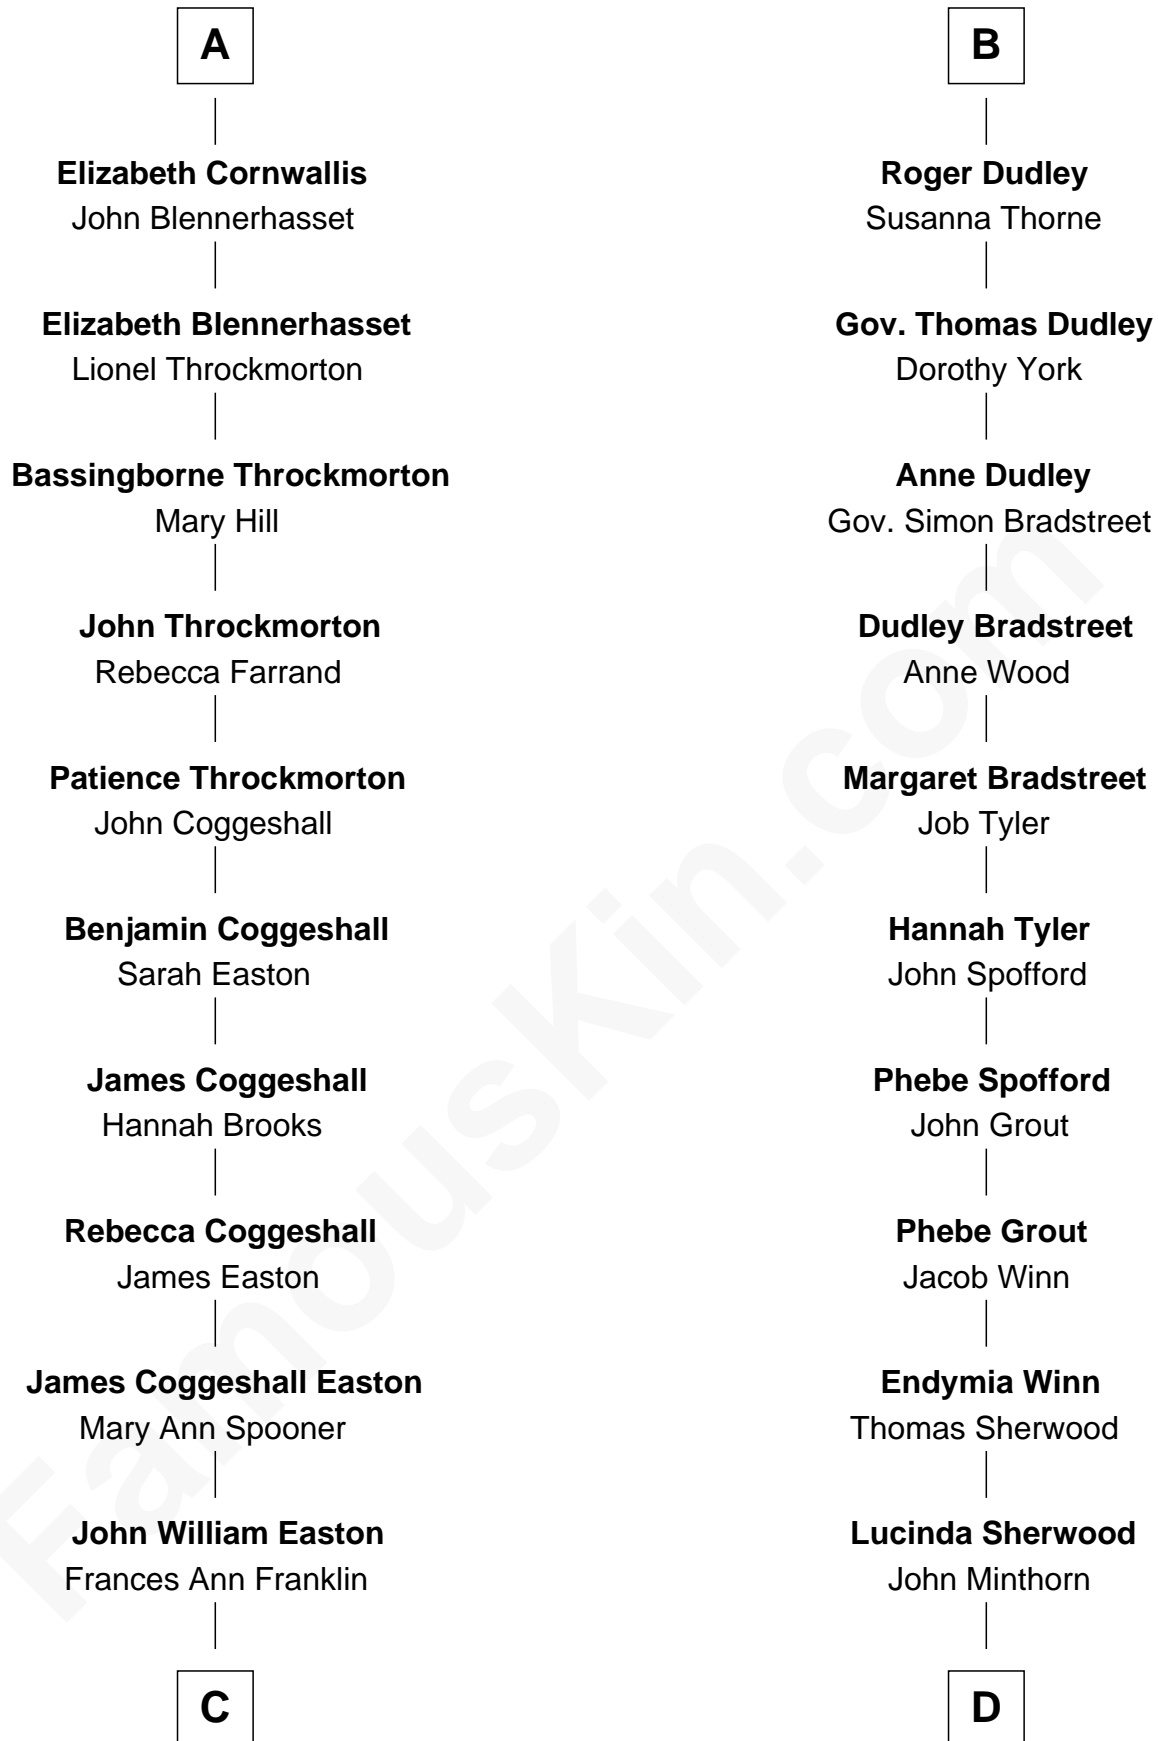 A
Elizabeth Cornwallis
John Blennerhasset
Elizabeth Blennerhasset
Lionel Throckmorton
Bassingborne Throckmorton
Mary Hill
John Throckmorton
Rebecca Farrand
Patience Throckmorton
John Coggeshall
Benjamin Coggeshall
Sarah Easton
James Coggeshall
Hannah Brooks
Rebecca Coggeshall
James Easton
James Coggeshall Easton
Mary Ann Spooner
John William Easton
Frances Ann Franklin
C
B
Roger Dudley
Susanna Thorne
Gov. Thomas Dudley
Dorothy York
Anne Dudley
Gov. Simon Bradstreet
Dudley Bradstreet
Anne Wood
Margaret Bradstreet
Job Tyler
Hannah Tyler
John Spofford
Phebe Spofford
John Grout
Phebe Grout
Jacob Winn
Endymia Winn
Thomas Sherwood
Lucinda Sherwood
John Minthorn
D
FamousKin.com